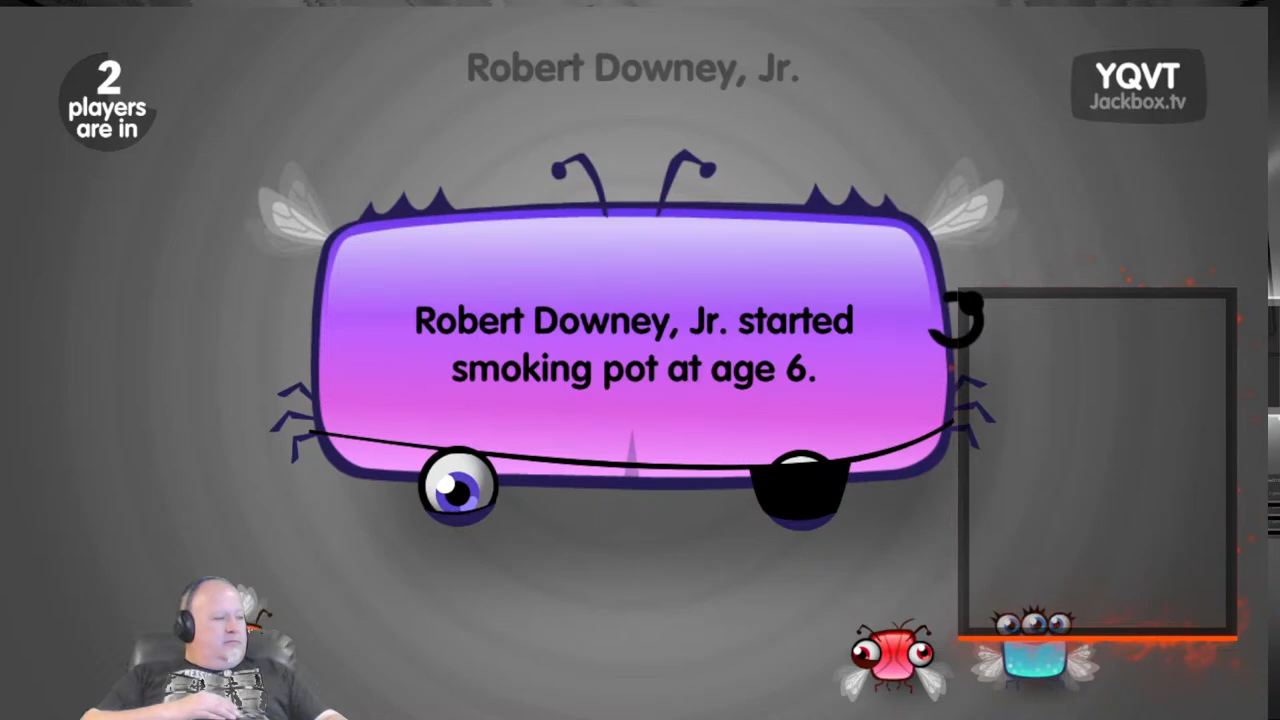 Robert Downey, Jr.
2
players
are in
YQVT
Jackbox.tv
Robert Downey, Jr. started
smoking pot at age 6.